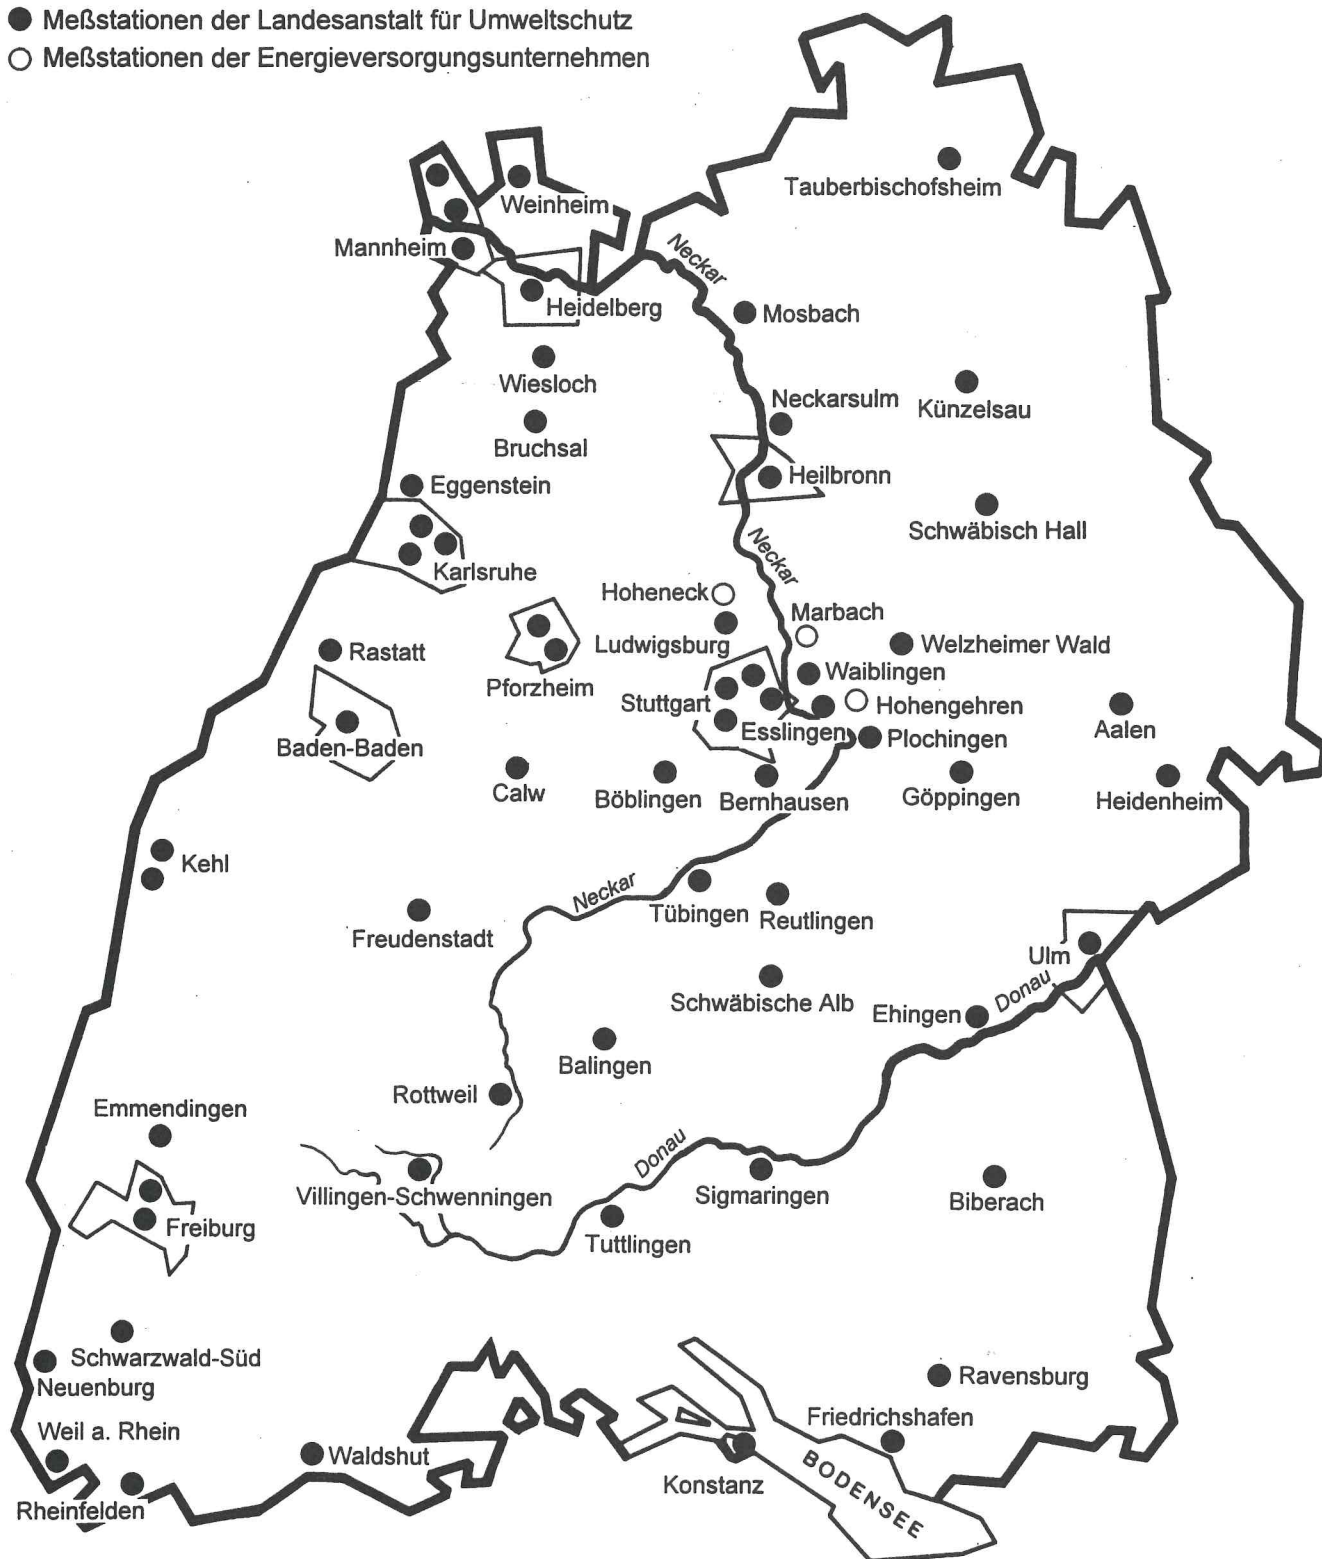 Meßstationen der Landesanstalt für Umweltschutz
Meßstationen der Energieversorgungsunternehmen
Tauberbischofsheim
Weinheim
Mannheim
Neckar
Heidelberg
Mosbach
Wiesloch
Neckarsulm
Künzelsau
Bruchsal
Heilbronn
Eggenstein
Schwäbisch Hall
Neckar
Karlsruhe
Hoheneck
Marbach
Ludwigsburg
Welzheimer Wald
Rastatt
Waiblingen
Pforzheim
Stuttgart
Hohengehren
Esslingen
Aalen
Plochingen
Baden-Baden
Calw
Böblingen
Bernhausen
Göppingen
Heidenheim
Kehl
Neckar
Tübingen
Reutlingen
Freudenstadt
Ulm
Donau
Schwäbische Alb
Ehingen
Balingen
Rottweil
Emmendingen
Donau
Villingen-Schwenningen
Sigmaringen
Biberach
Freiburg
Tuttlingen
Schwarzwald-Süd
Neuenburg
Ravensburg
Friedrichshafen
Weil a. Rhein
Waldshut
Konstanz
BODENSEE
Rheinfelden